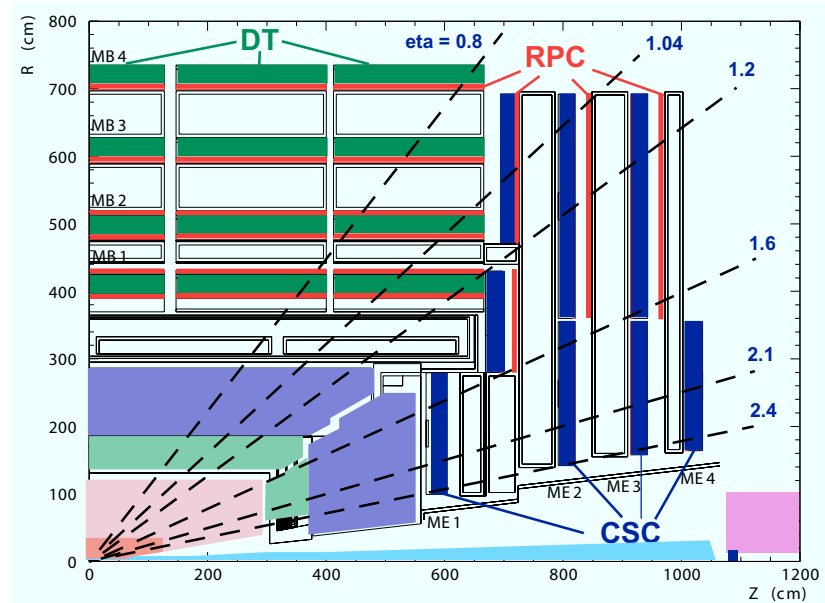 R (cm)
800
700
600
500
400
300
200
100
0
0
200
400
600
800
1000
1200
Z (cm)
MB 4
MB 3
MB 2
MB 1
DT
eta = 0.8
1.04
1.2
1.6
2.1
2.4
RPC
ME 1
ME 2
ME 3
ME 4
CSC